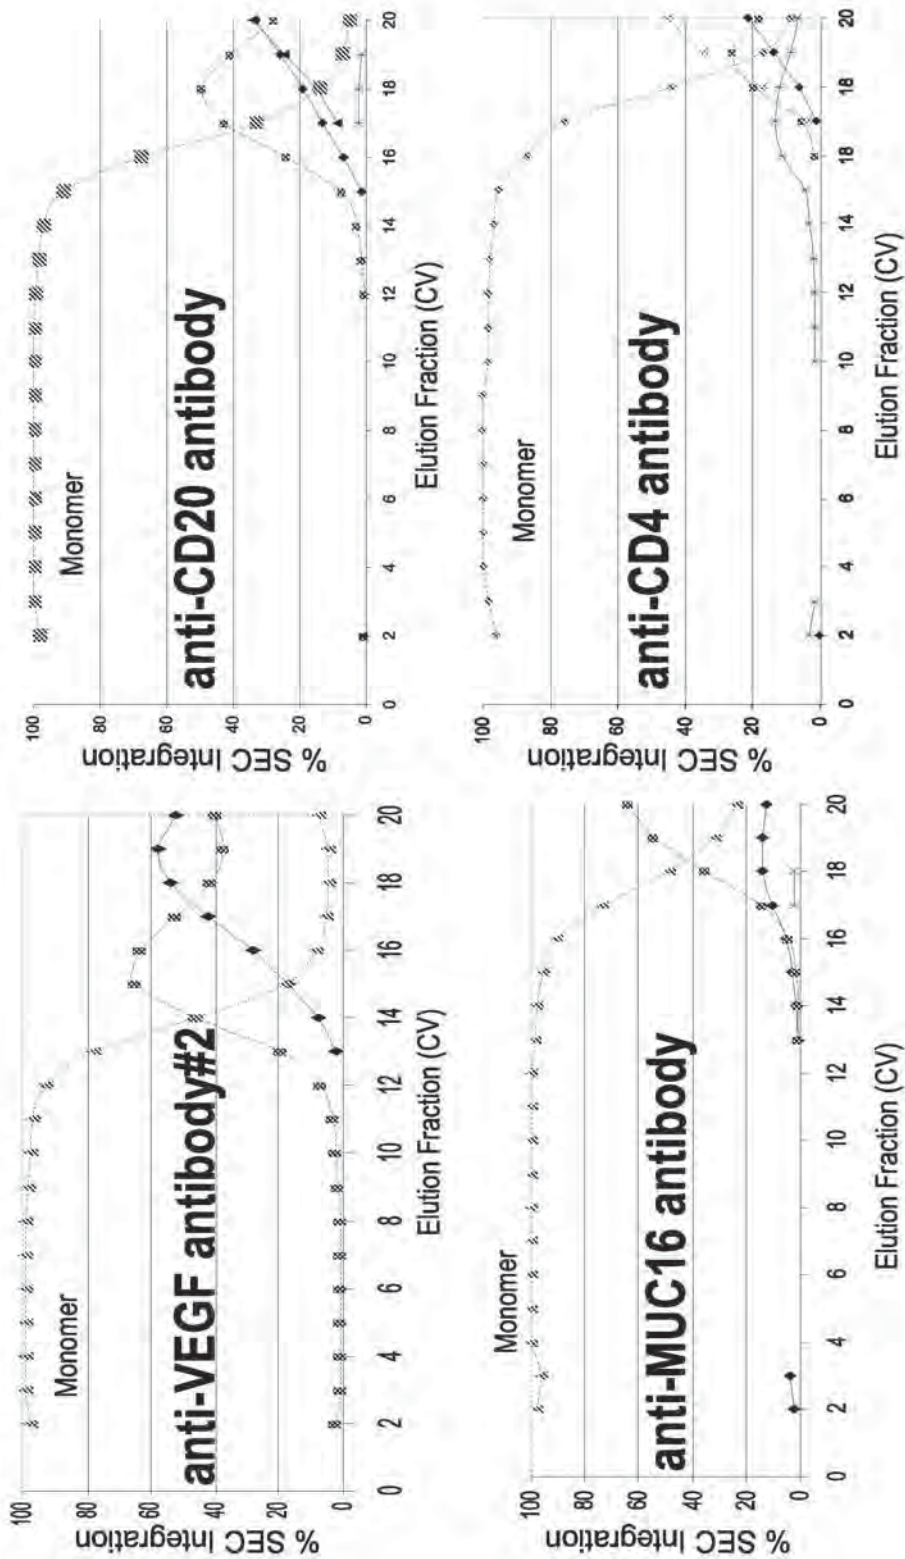 % SEC Integration
100
80
60
40
20
0
Monomer
anti-VEGF antibody#2
0 2 4 6 8 10 12 14 16 18 20
Elution Fraction (CV)
% SEC Integration
100
80
60
40
20
0
Monomer
anti-CD20 antibody
0 2 4 6 8 10 12 14 16 18 20
Elution Fraction (CV)
% SEC Integration
100
80
60
40
20
0
Monomer
anti-MUC16 antibody
0 2 4 6 8 10 12 14 16 18 20
Elution Fraction (CV)
% SEC Integration
100
80
60
40
20
0
Monomer
anti-CD4 antibody
0 2 4 6 8 10 12 14 18 18 20
Elution Fraction (CV)